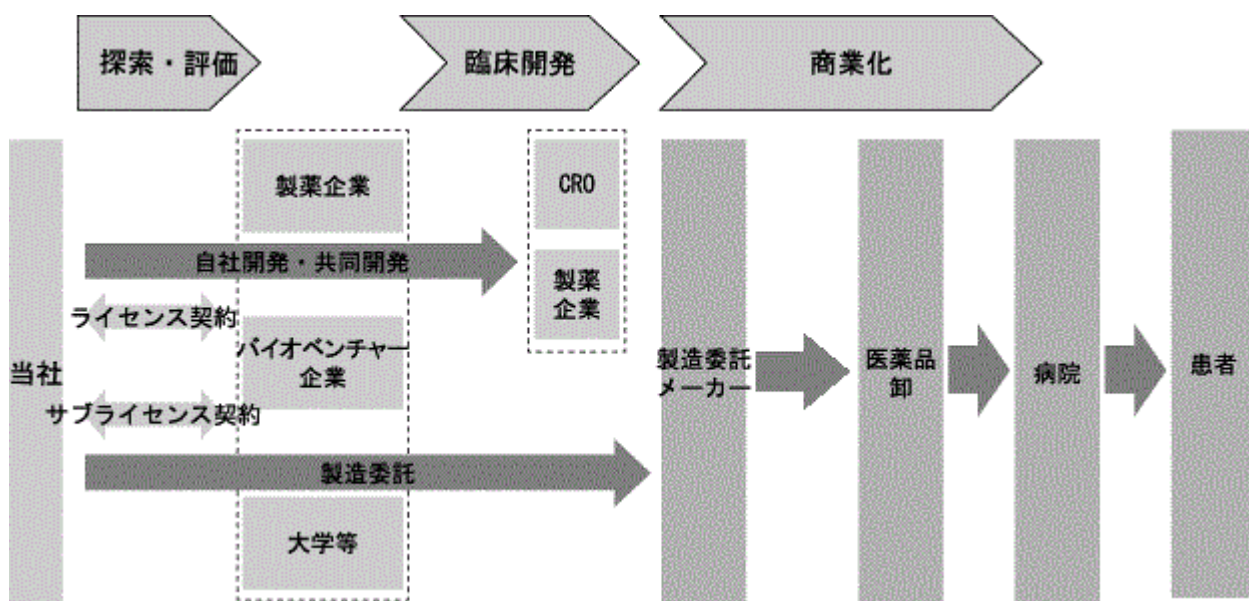 探索・評価
臨床開発
商業化
当社
製薬企業
自社開発・共同開発
ライセンス契約
バイオベンチャー
企業
サブライセンス契約
製造委託
大学等
CRO
製薬
企業
製造委託
メーカー
医薬品
卸
病院
患者